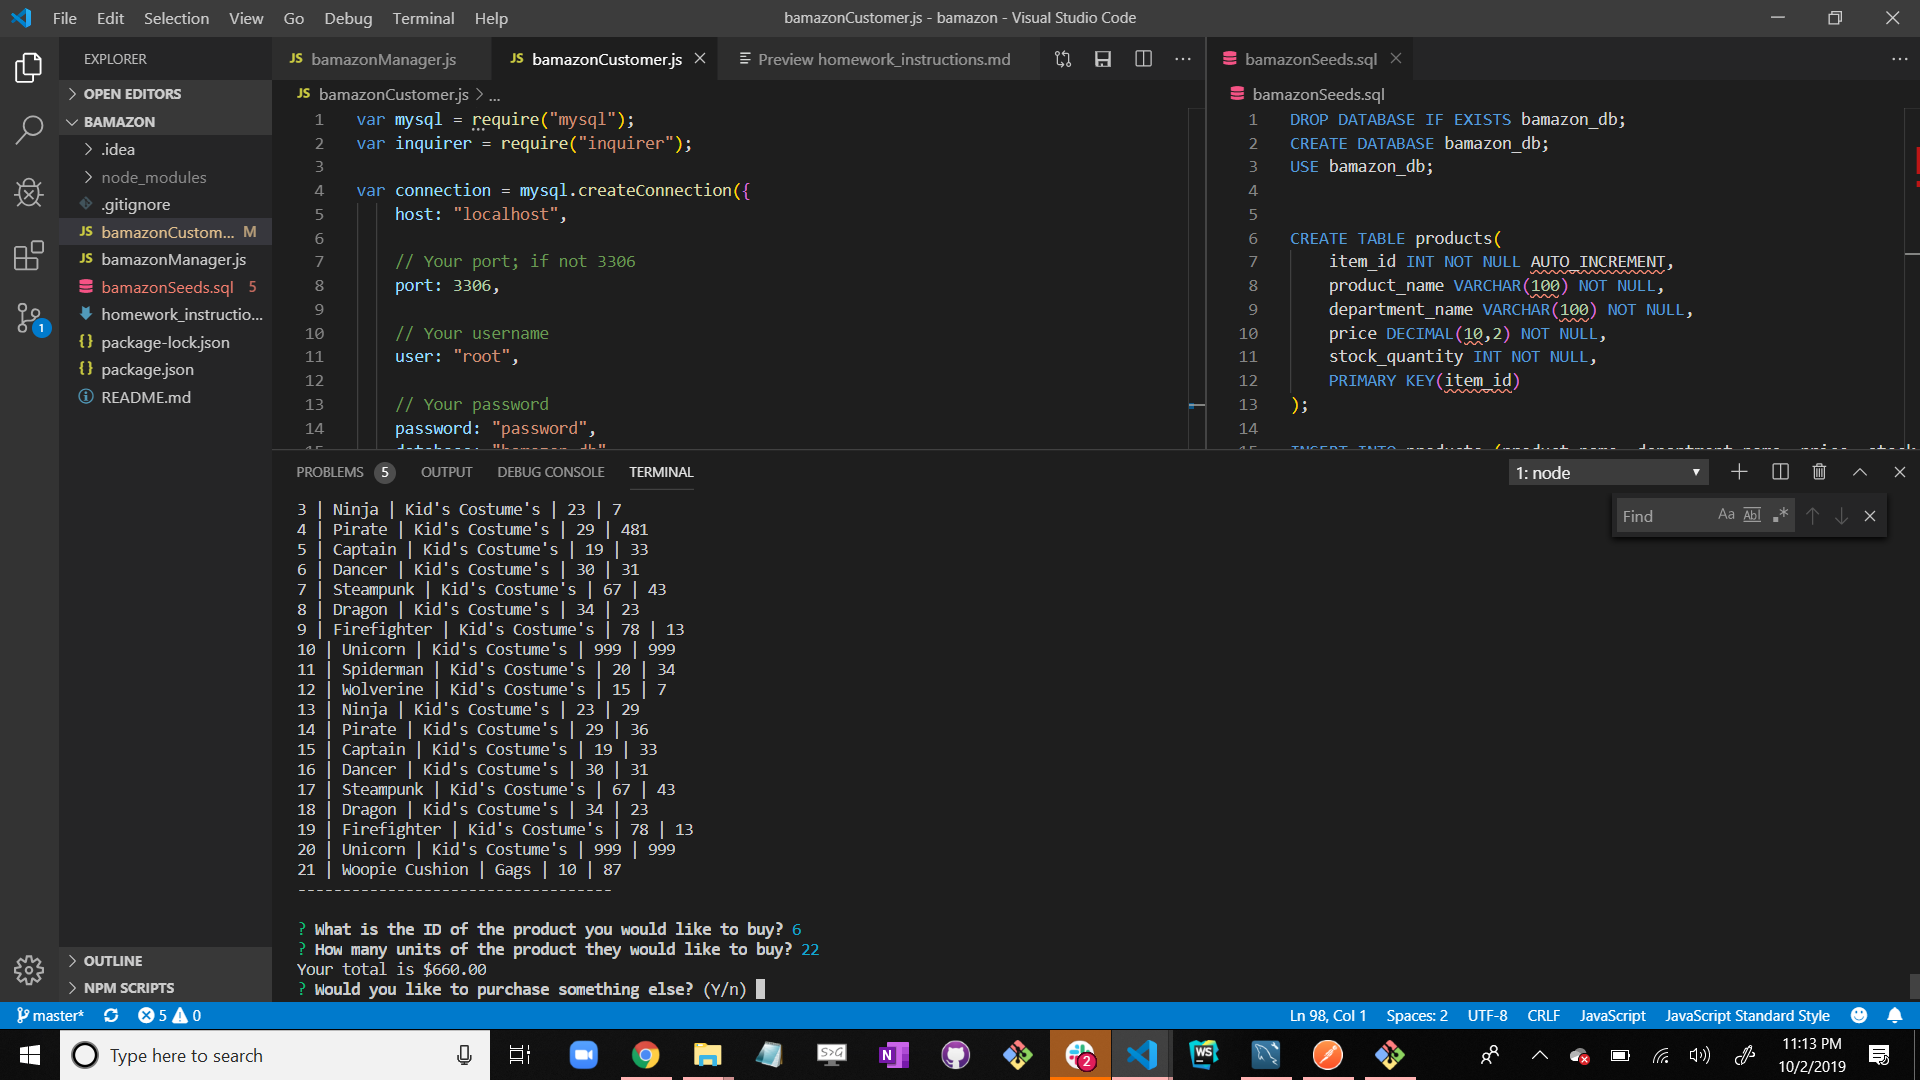 File Edit Selection View Go Debug Terminal Help
bamazonCustomer.js - bamazon - Visual Studio Code
EXPLORER
OPEN EDITORS
BAMAZON
.idea
node_modules
.gitignore
JS bamazonCustom... M
JS bamazonManager.js
bamazonSeeds.sql 5
homework_instructio...
{} package-lock.json
{} package.json
README.md
OUTLINE
NPM SCRIPTS
JS bamazonManager.js
JS bamazonCustomer.js
Preview homework_instructions.md
JS bamazonCustomer.js > ...
1 var mysql = require("mysql");
2 var inquirer = require("inquirer");
3
4 var connection = mysql.createConnection({
5 host: "localhost",
6
7 // Your port; if not 3306
8 port: 3306,
9
10 // Your username
11 user: "root",
12
13 // Your password
14 password: "password",
15 database: "bamazon_db"
bamazonSeeds.sql
bamazonSeeds.sql
1 DROP DATABASE IF EXISTS bamazon_db;
2 CREATE DATABASE bamazon_db;
3 USE bamazon_db;
4
5
6 CREATE TABLE products(
7 item_id INT NOT NULL AUTO_INCREMENT,
8 product_name VARCHAR(100) NOT NULL,
9 department_name VARCHAR(100) NOT NULL,
10 price DECIMAL(10,2) NOT NULL,
11 stock_quantity INT NOT NULL,
12 PRIMARY KEY(item_id)
13 );
14
15 INSERT INTO products (product_name, department_name, price, stock
PROBLEMS 5 OUTPUT DEBUG CONSOLE TERMINAL
1: node
Find Aa Abl
3 | Ninja | Kid's Costume's | 23 | 7
4 | Pirate | Kid's Costume's | 29 | 481
5 | Captain | Kid's Costume's | 19 | 33
6 | Dancer | Kid's Costume's | 30 | 31
7 | Steampunk | Kid's Costume's | 67 | 43
8 | Dragon | Kid's Costume's | 34 | 23
9 | Firefighter | Kid's Costume's | 78 | 13
10 | Unicorn | Kid's Costume's | 999 | 999
11 | Spiderman | Kid's Costume's | 20 | 34
12 | Wolverine | Kid's Costume's | 15 | 7
13 | Ninja | Kid's Costume's | 23 | 29
14 | Pirate | Kid's Costume's | 29 | 36
15 | Captain | Kid's Costume's | 19 | 33
16 | Dancer | Kid's Costume's | 30 | 31
17 | Steampunk | Kid's Costume's | 67 | 43
18 | Dragon | Kid's Costume's | 34 | 23
19 | Firefighter | Kid's Costume's | 78 | 13
20 | Unicorn | Kid's Costume's | 999 | 999
21 | Woopie Cushion | Gags | 10 | 87
-----------------------------------
? What is the ID of the product you would like to buy? 6
? How many units of the product they would like to buy? 22
Your total is $660.00
? Would you like to purchase something else? (Y/n)
1
master* 5 0
Ln 98, Col 1 Spaces: 2 UTF-8 CRLF JavaScript JavaScript Standard Style
Type here to search
S>G
N
2
WS
11:13 PM
10/2/2019